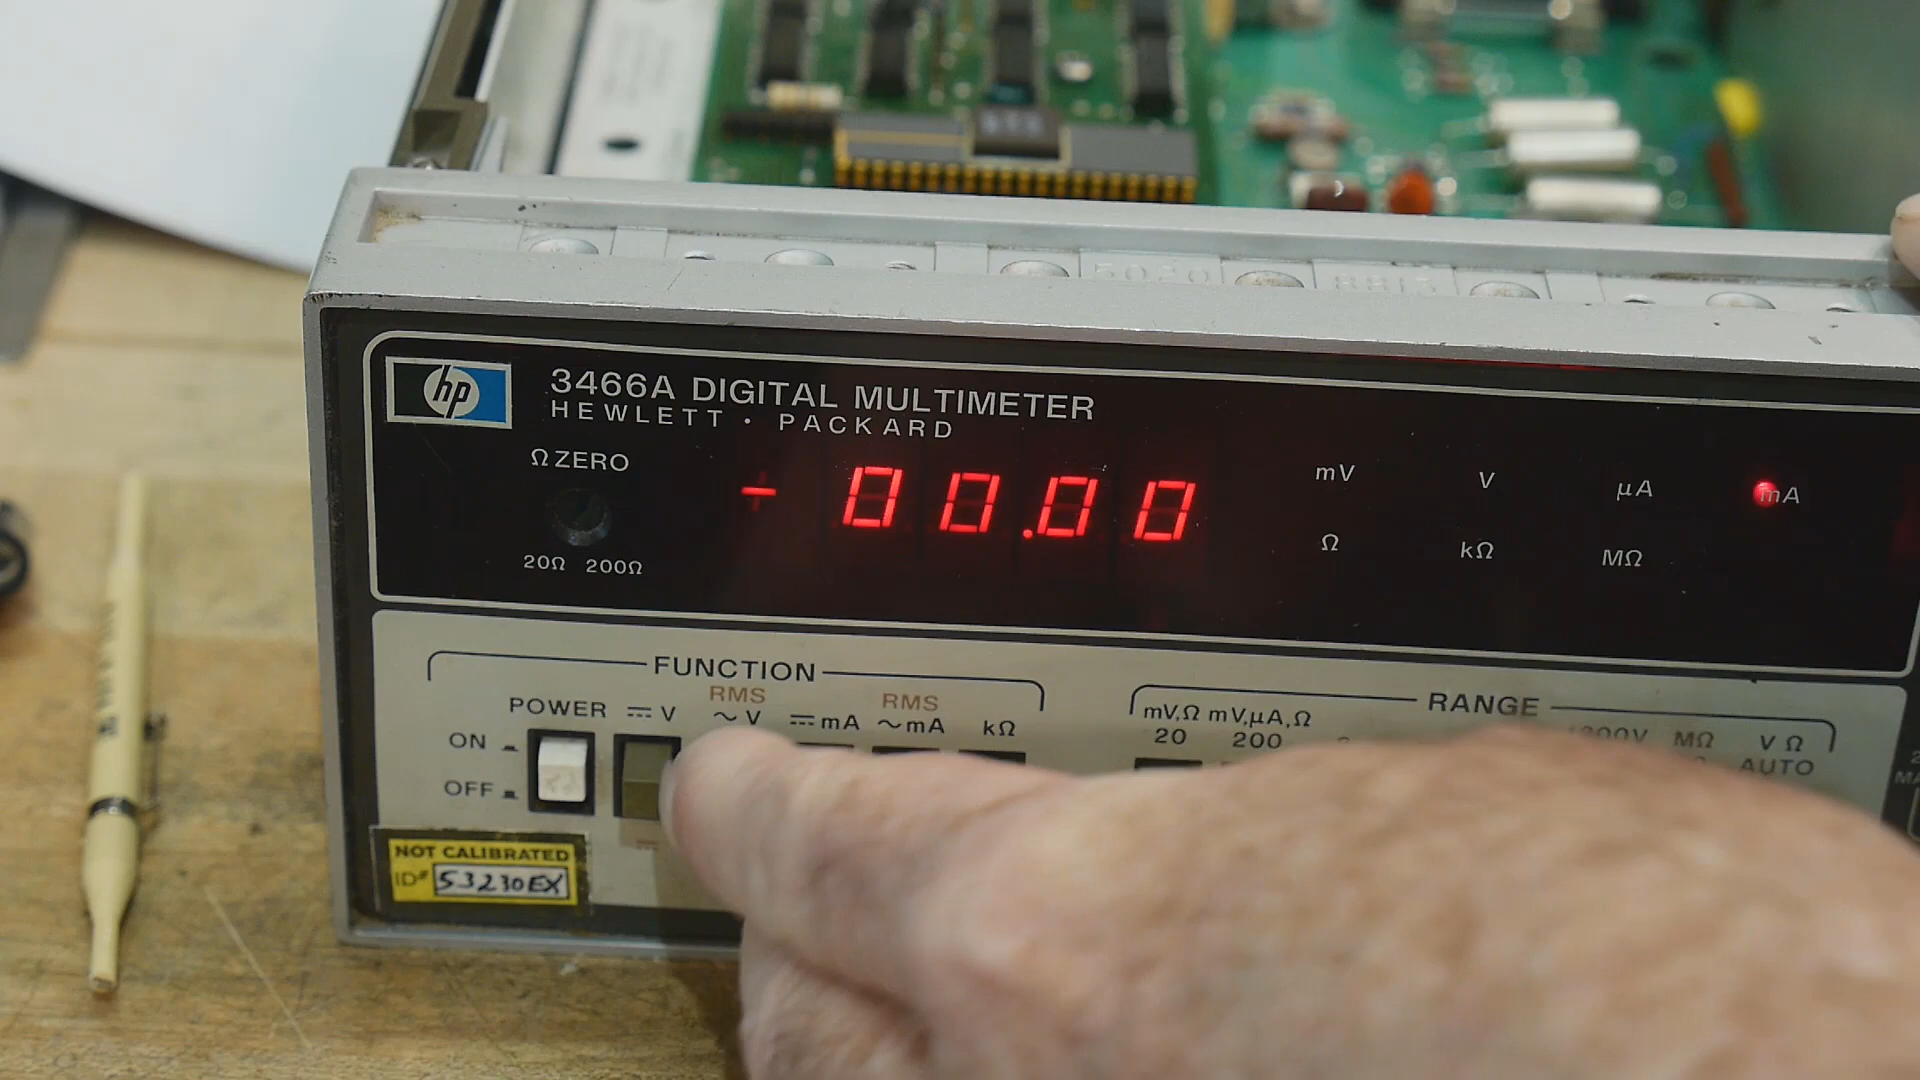 hp
3466A DIGITAL MULTIMETER
HEWLETT • PACKARD
Ω ZERO
20Ω 200Ω
- 00.00
mV V μA mA
Ω kΩ MΩ
FUNCTION
RMS RMS
POWER ⎓ V ~ V ⎓ mA ~ mA kΩ
ON
OFF
RANGE
mV,Ω mV,μA,Ω MΩ VΩ
20 200 AUTO
NOT CALIBRATED
ID# 53230EX